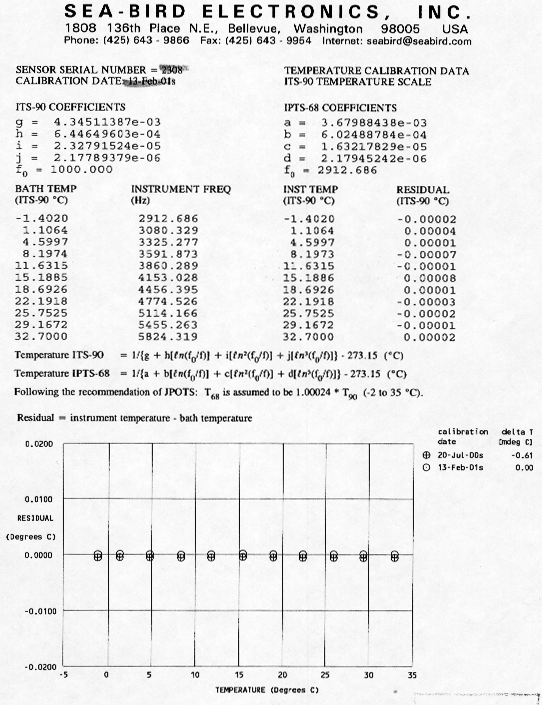 SEA-BIRD ELECTRONICS, INC.
1808 136th Place N.E., Bellevue, Washington 98005 USA
Phone: (425) 643 - 9866 Fax: (425) 643 - 9954 Internet: seabird@seabird.com
SENSOR SERIAL NUMBER = 2308
CALIBRATION DATE: 13-Feb-01s
TEMPERATURE CALIBRATION DATA
ITS-90 TEMPERATURE SCALE
ITS-90 COEFFICIENTS
g = 4.34511387e-03
h = 6.44649603e-04
i = 2.32791524e-05
j = 2.17789379e-06
f0 = 1000.000
IPTS-68 COEFFICIENTS
a = 3.67988438e-03
b = 6.02488784e-04
c = 1.63217829e-05
d = 2.17945242e-06
f0 = 2912.686
BATH TEMP INSTRUMENT FREQ INST TEMP RESIDUAL
(ITS-90 °C) (Hz) (ITS-90 °C) (ITS-90 °C)
-1.4020 2912.686 -1.4020 -0.00002
1.1064 3080.329 1.1064 0.00004
4.5997 3325.277 4.5997 0.00001
8.1974 3591.873 8.1973 -0.00007
11.6315 3860.289 11.6315 -0.00001
15.1885 4153.028 15.1886 0.00008
18.6926 4456.395 18.6926 0.00001
22.1918 4774.526 22.1918 -0.00003
25.7525 5114.166 25.7525 -0.00002
29.1672 5455.263 29.1672 -0.00001
32.7000 5824.319 32.7000 0.00002
Temperature ITS-90 = 1/{g + h[ℓn(f0/f)] + i[ℓn²(f0/f)] + j[ℓn³(f0/f)]} - 273.15 (°C)
Temperature IPTS-68 = 1/{a + b[ℓn(f0/f)] + c[ℓn²(f0/f)] + d[ℓn³(f0/f)]} - 273.15 (°C)
Following the recommendation of JPOTS: T68 is assumed to be 1.00024 * T90 (-2 to 35 °C).
Residual = instrument temperature - bath temperature
calibration delta T
date [mdeg C]
⊕ 20-Jul-00s -0.61
⊙ 13-Feb-01s 0.00
0.0200
0.0100
RESIDUAL
(Degrees C)
0.0000
-0.0100
-0.0200
-5 0 5 10 15 20 25 30 35
TEMPERATURE (Degrees C)